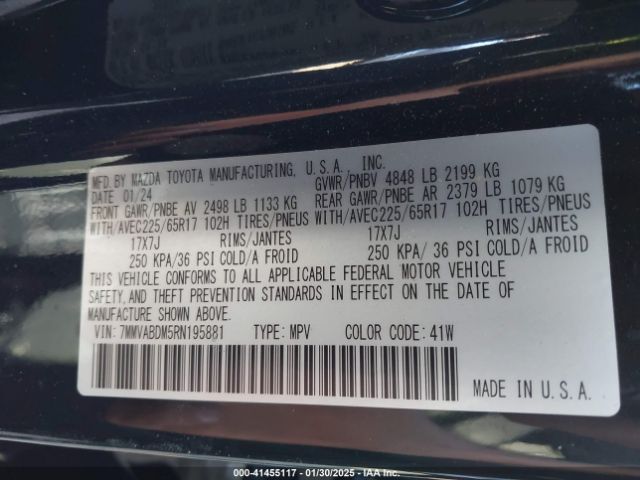 MFD. BY MAZDA TOYOTA MANUFACTURING, U.S.A., INC.
DATE 01/24 GVWR/PNBV 4848 LB 2199 KG
FRONT GAWR/PNBE AV 2498 LB 1133 KG REAR GAWR/PNBE AR 2379 LB 1079 KG
WITH/AVEC225/65R17 102H TIRES/PNEUS WITH/AVEC225/65R17 102H TIRES/PNEUS
17X7J RIMS/JANTES 17X7J RIMS/JANTES
250 KPA/36 PSI COLD/A FROID 250 KPA/ 36 PSI COLD/A FROID
THIS VEHICLE CONFORMS TO ALL APPLICABLE FEDERAL MOTOR VEHICLE
SAFETY, AND THEFT PREVENTION STANDARDS IN EFFECT ON THE DATE OF
MANUFACTURE SHOWN ABOVE.
VIN: 7MMVABDM5RN195881 TYPE: MPV COLOR CODE: 41W
MADE IN U.S.A.
000-41455117 - 01/30/2025 - IAA Inc.